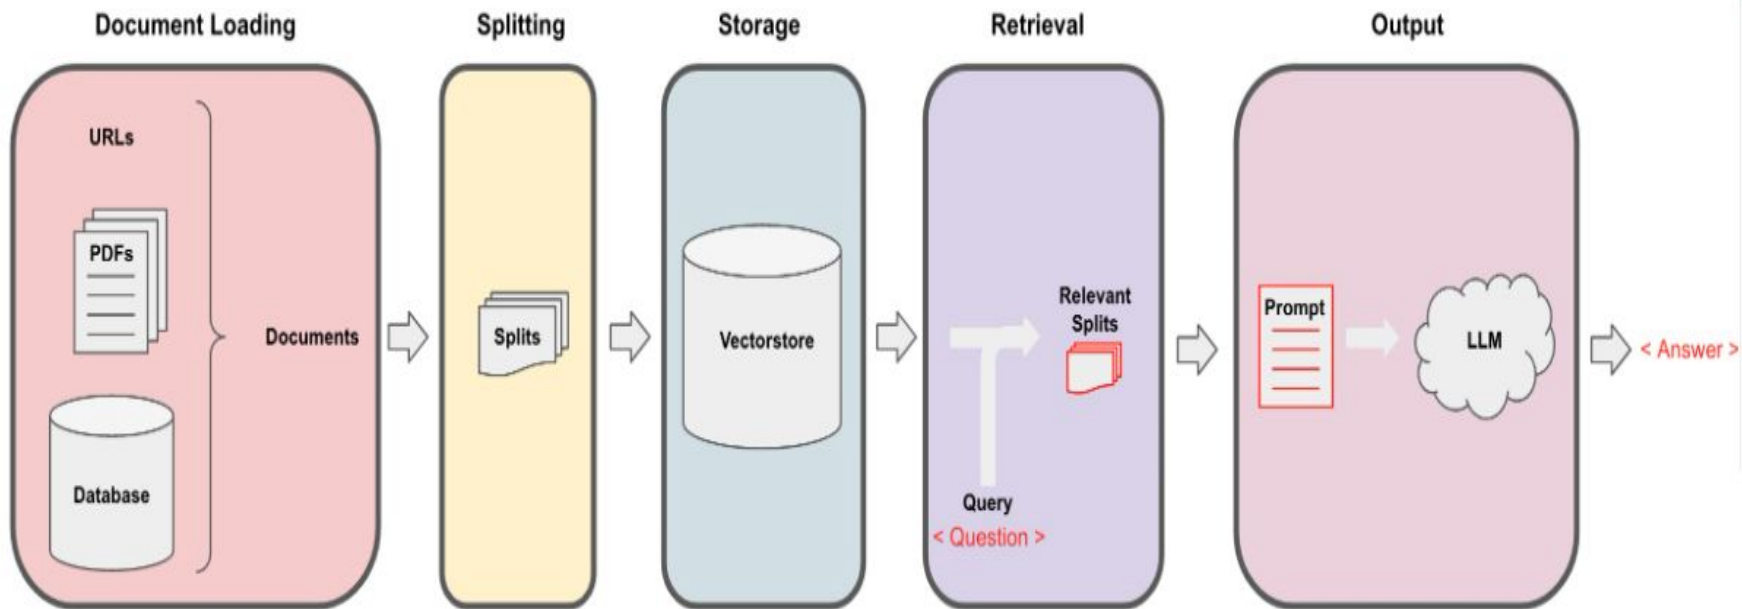 Document Loading
Splitting
Storage
Retrieval
Output
URLs
PDFs
Database
Documents
Splits
Vectorstore
Relevant
Splits
Query
< Question >
Prompt
LLM
< Answer >